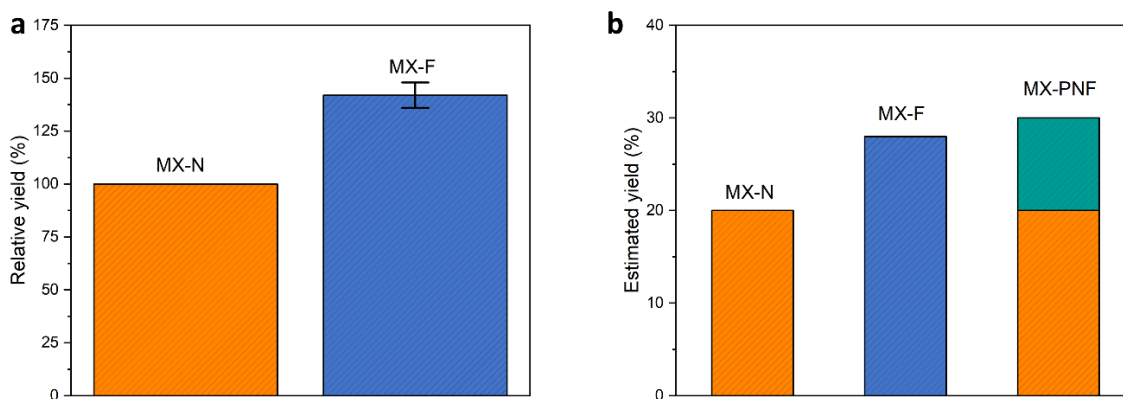 a
Relative yield (%)
175
150
125
100
75
50
25
0
MX-N
MX-F
b
Estimated yield (%)
40
30
20
10
0
MX-N
MX-F
MX-PNF